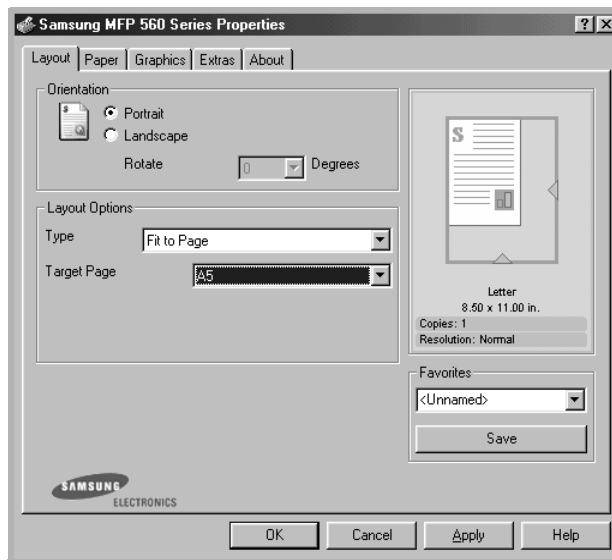 Samsung MFP 560 Series Properties
Layout Paper Graphics Extras About
Orientation
Portrait
Landscape
Rotate 0 Degrees
Layout Options
Type Fit to Page
Target Page A5
S
Letter
8.50 x 11.00 in.
Copies: 1
Resolution: Normal
Favorites
<Unnamed>
Save
SAMSUNG
ELECTRONICS
OK Cancel Apply Help